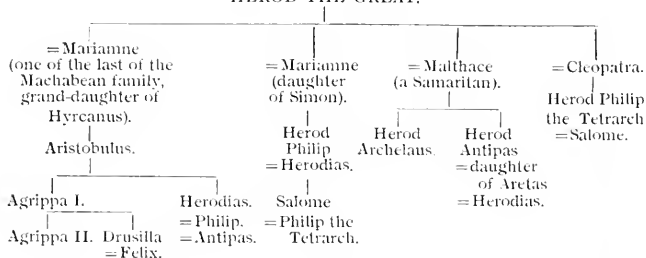 HEROD THE GREAT.
=Mariamne
(one of the last of the
Machabean family,
grand-daughter of
Hyrcanus).
Aristobulus.
=Mariamne
(daughter
of Simon).
Herod
Philip
=Herodias.
=Malthace
(a Samaritan).
Herod
Archelaus.
Herod
Antipas
=daughter
of Aretas
=Herodias.
=Cleopatra.
Herod Philip
the Tetrarch
=Salome.
Agrippa I.
Agrippa II.
Drusilla
=Felix.
Herodias.
=Philip.
=Antipas.
Salome
=Philip the
Tetrarch.